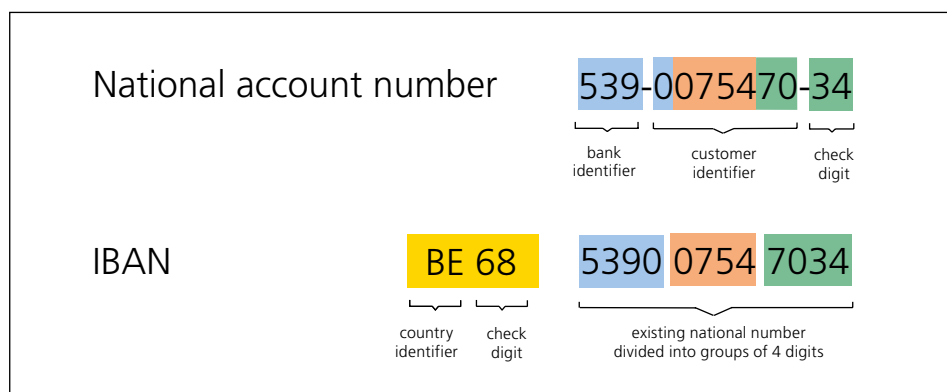 National account number 539-0075470-34
bank identifier
customer identifier
check digit
IBAN BE 68 5390 0754 7034
country identifier
check digit
existing national number
divided into groups of 4 digits